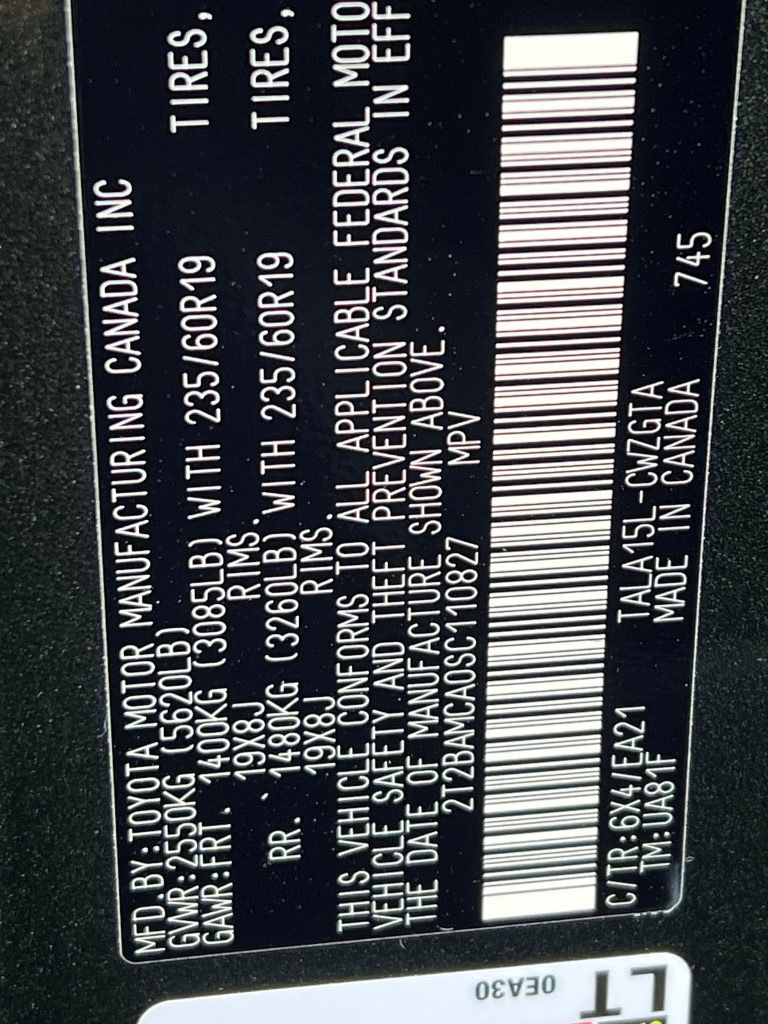 MFD.BY:TOYOTA MOTOR MANUFACTURING CANADA INC
GVWR:2550KG (5620LB)
GAWR:FRT. 1400KG (3085LB) WITH 235/60R19 TIRES,
19X8J RIMS.
RR. 1480KG (3260LB) WITH 235/60R19 TIRES,
19X8J RIMS.
THIS VEHICLE CONFORMS TO ALL APPLICABLE FEDERAL MOTO
VEHICLE SAFETY AND THEFT PREVENTION STANDARDS IN EFF
THE DATE OF MANUFACTURE SHOWN ABOVE.
2T2BAMCA0SC110827 MPV
C/TR:6X4/EA21 TALA15L-CWZGTA 745
TM:UA81F MADE IN CANADA
0EA30
LT